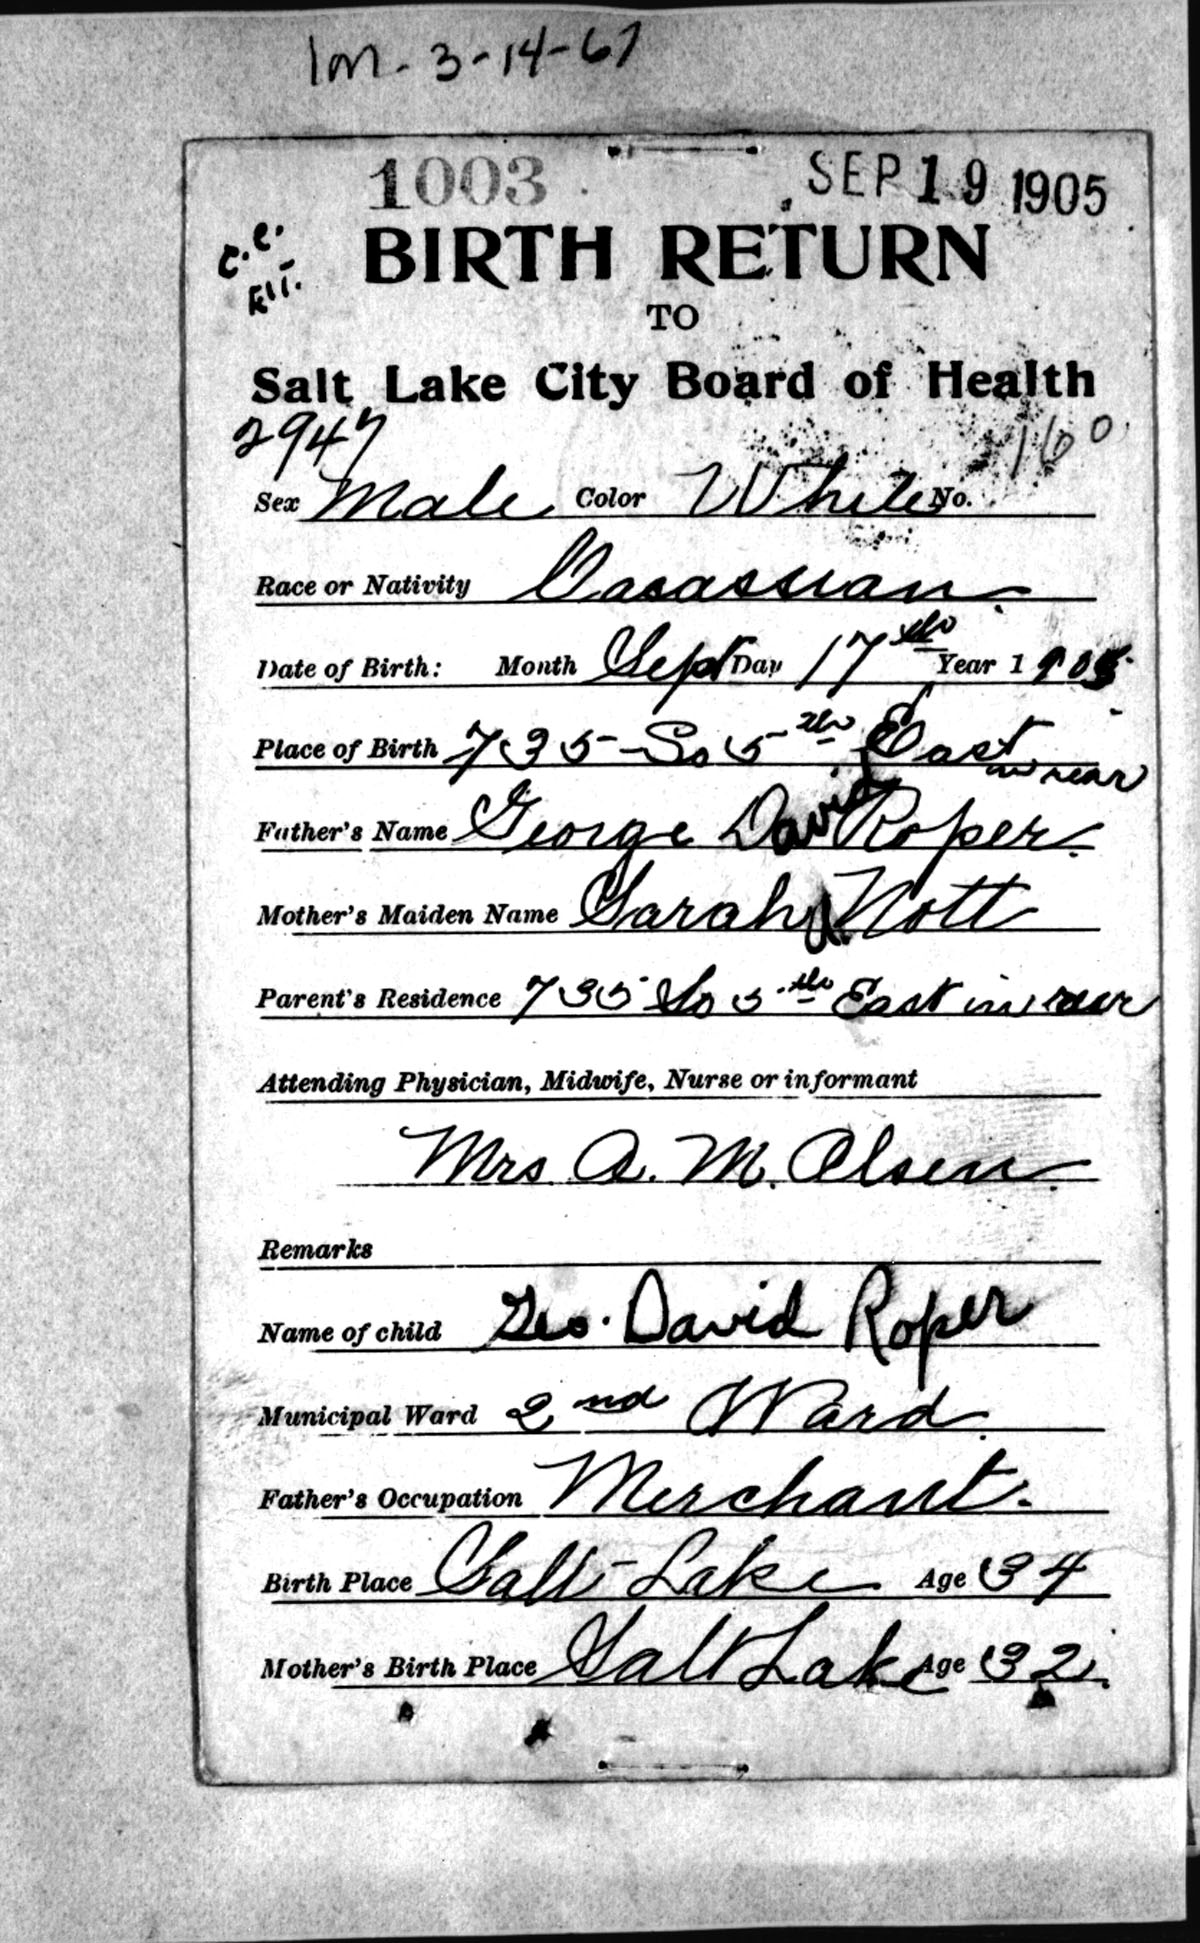 1m-3-14-67
1003 SEP 19 1905
c.c.
BIRTH RETURN
TO
Salt Lake City Board of Health
2947 160
Sex Male Color White No.
Race or Nativity Casassian.
Date of Birth: Month Sept Day 17th Year 1905
Place of Birth 735 So 5th East
in rear
Father's Name George David Roper.
Mother's Maiden Name Sarah A. Nott
Parent's Residence 735 So 5th East in rear
Attending Physician, Midwife, Nurse or informant
Mrs A. M. Olsen.
Remarks
Name of child Geo. David Roper
Municipal Ward 2nd Ward.
Father's Occupation Merchant.
Birth Place Salt Lake Age 34
Mother's Birth Place Salt Lake Age 32.